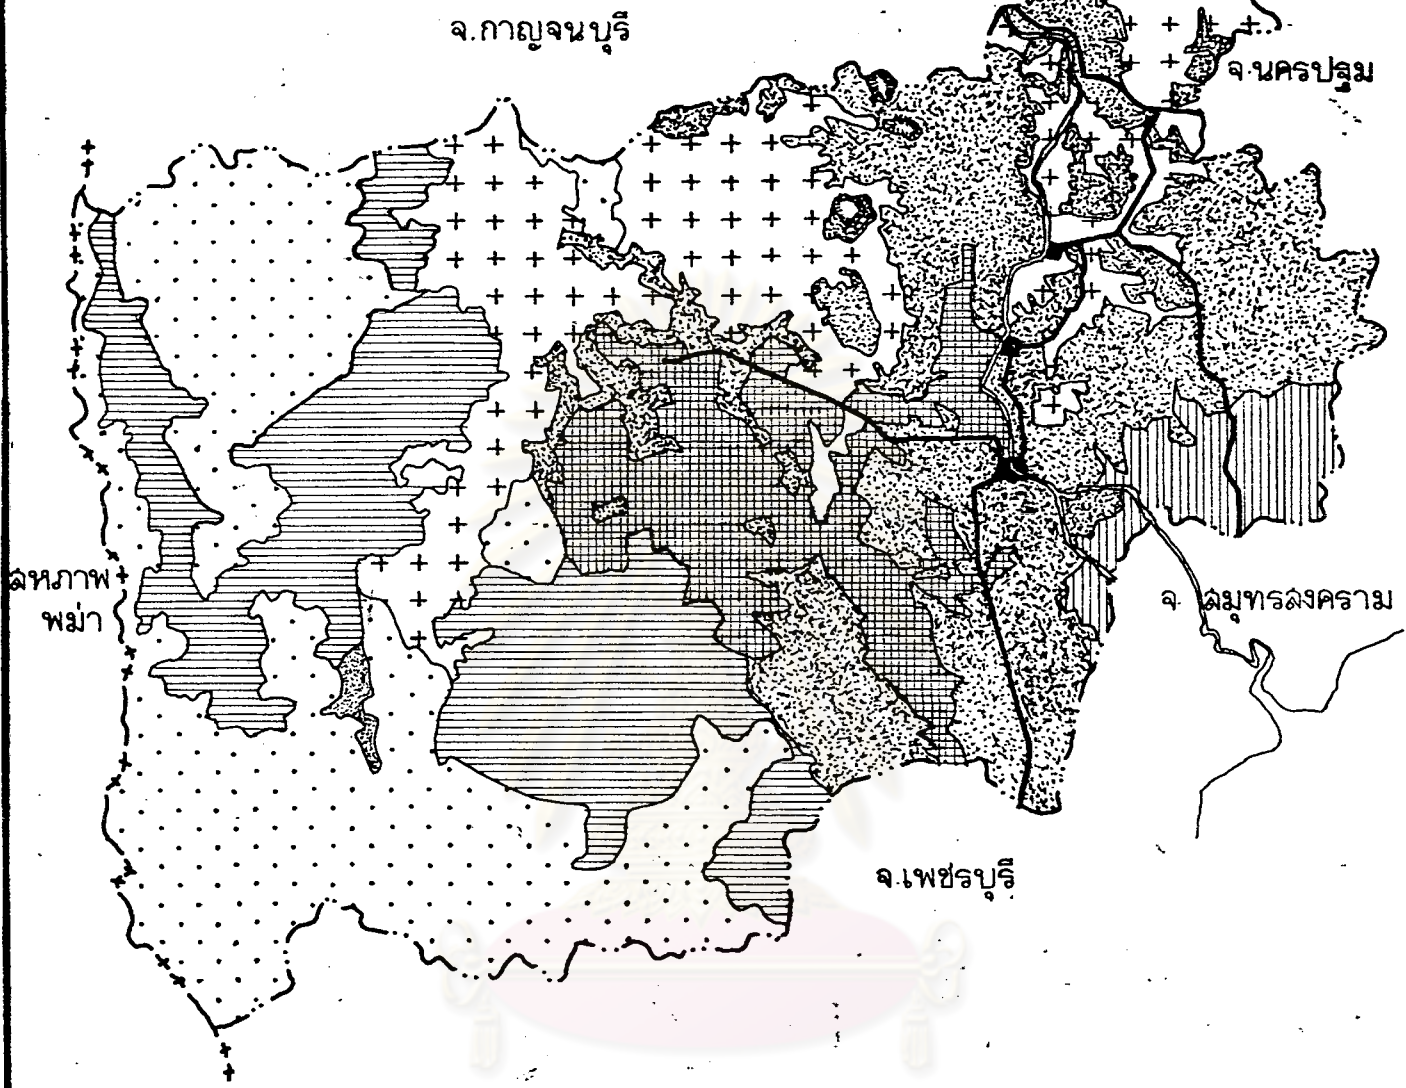 จ.กาญจนบุรี
จ.นครปฐม
สหภาพ
พม่า
จ. สมุทรสงคราม
จ.เพชรบุรี